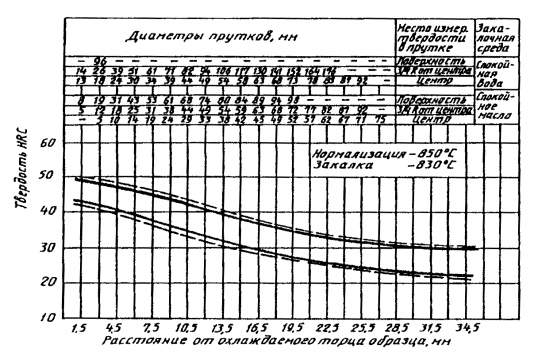 Диаметры прутков, мм
Место измер. твердости в прутке
Закалочная среда
– 96 – – – – – – – – – – – – – – – – Поверхность
14 26 39 51 61 71 82 94 106 117 130 141 152 164 176 – – – 3/4 R от центра
13 18 24 30 34 39 44 49 54 58 63 68 73 78 83 87 92 – Центр
Спокойная вода
8 19 31 43 53 61 68 74 80 84 89 94 98 – – – – – Поверхность
5 12 18 25 31 38 44 49 54 59 63 68 72 77 82 87 92 – 3/4 R от центра
– 5 10 14 19 24 29 33 38 42 45 49 52 57 62 67 71 75 Центр
Спокойное масло
Твердость HRC
60
50
40
30
20
10
Нормализация – 850°С
Закалка – 830°С
1,5 4,5 7,5 10,5 13,5 16,5 19,5 22,5 25,5 28,5 31,5 34,5
Расстояние от охлаждаемого торца образца, мм